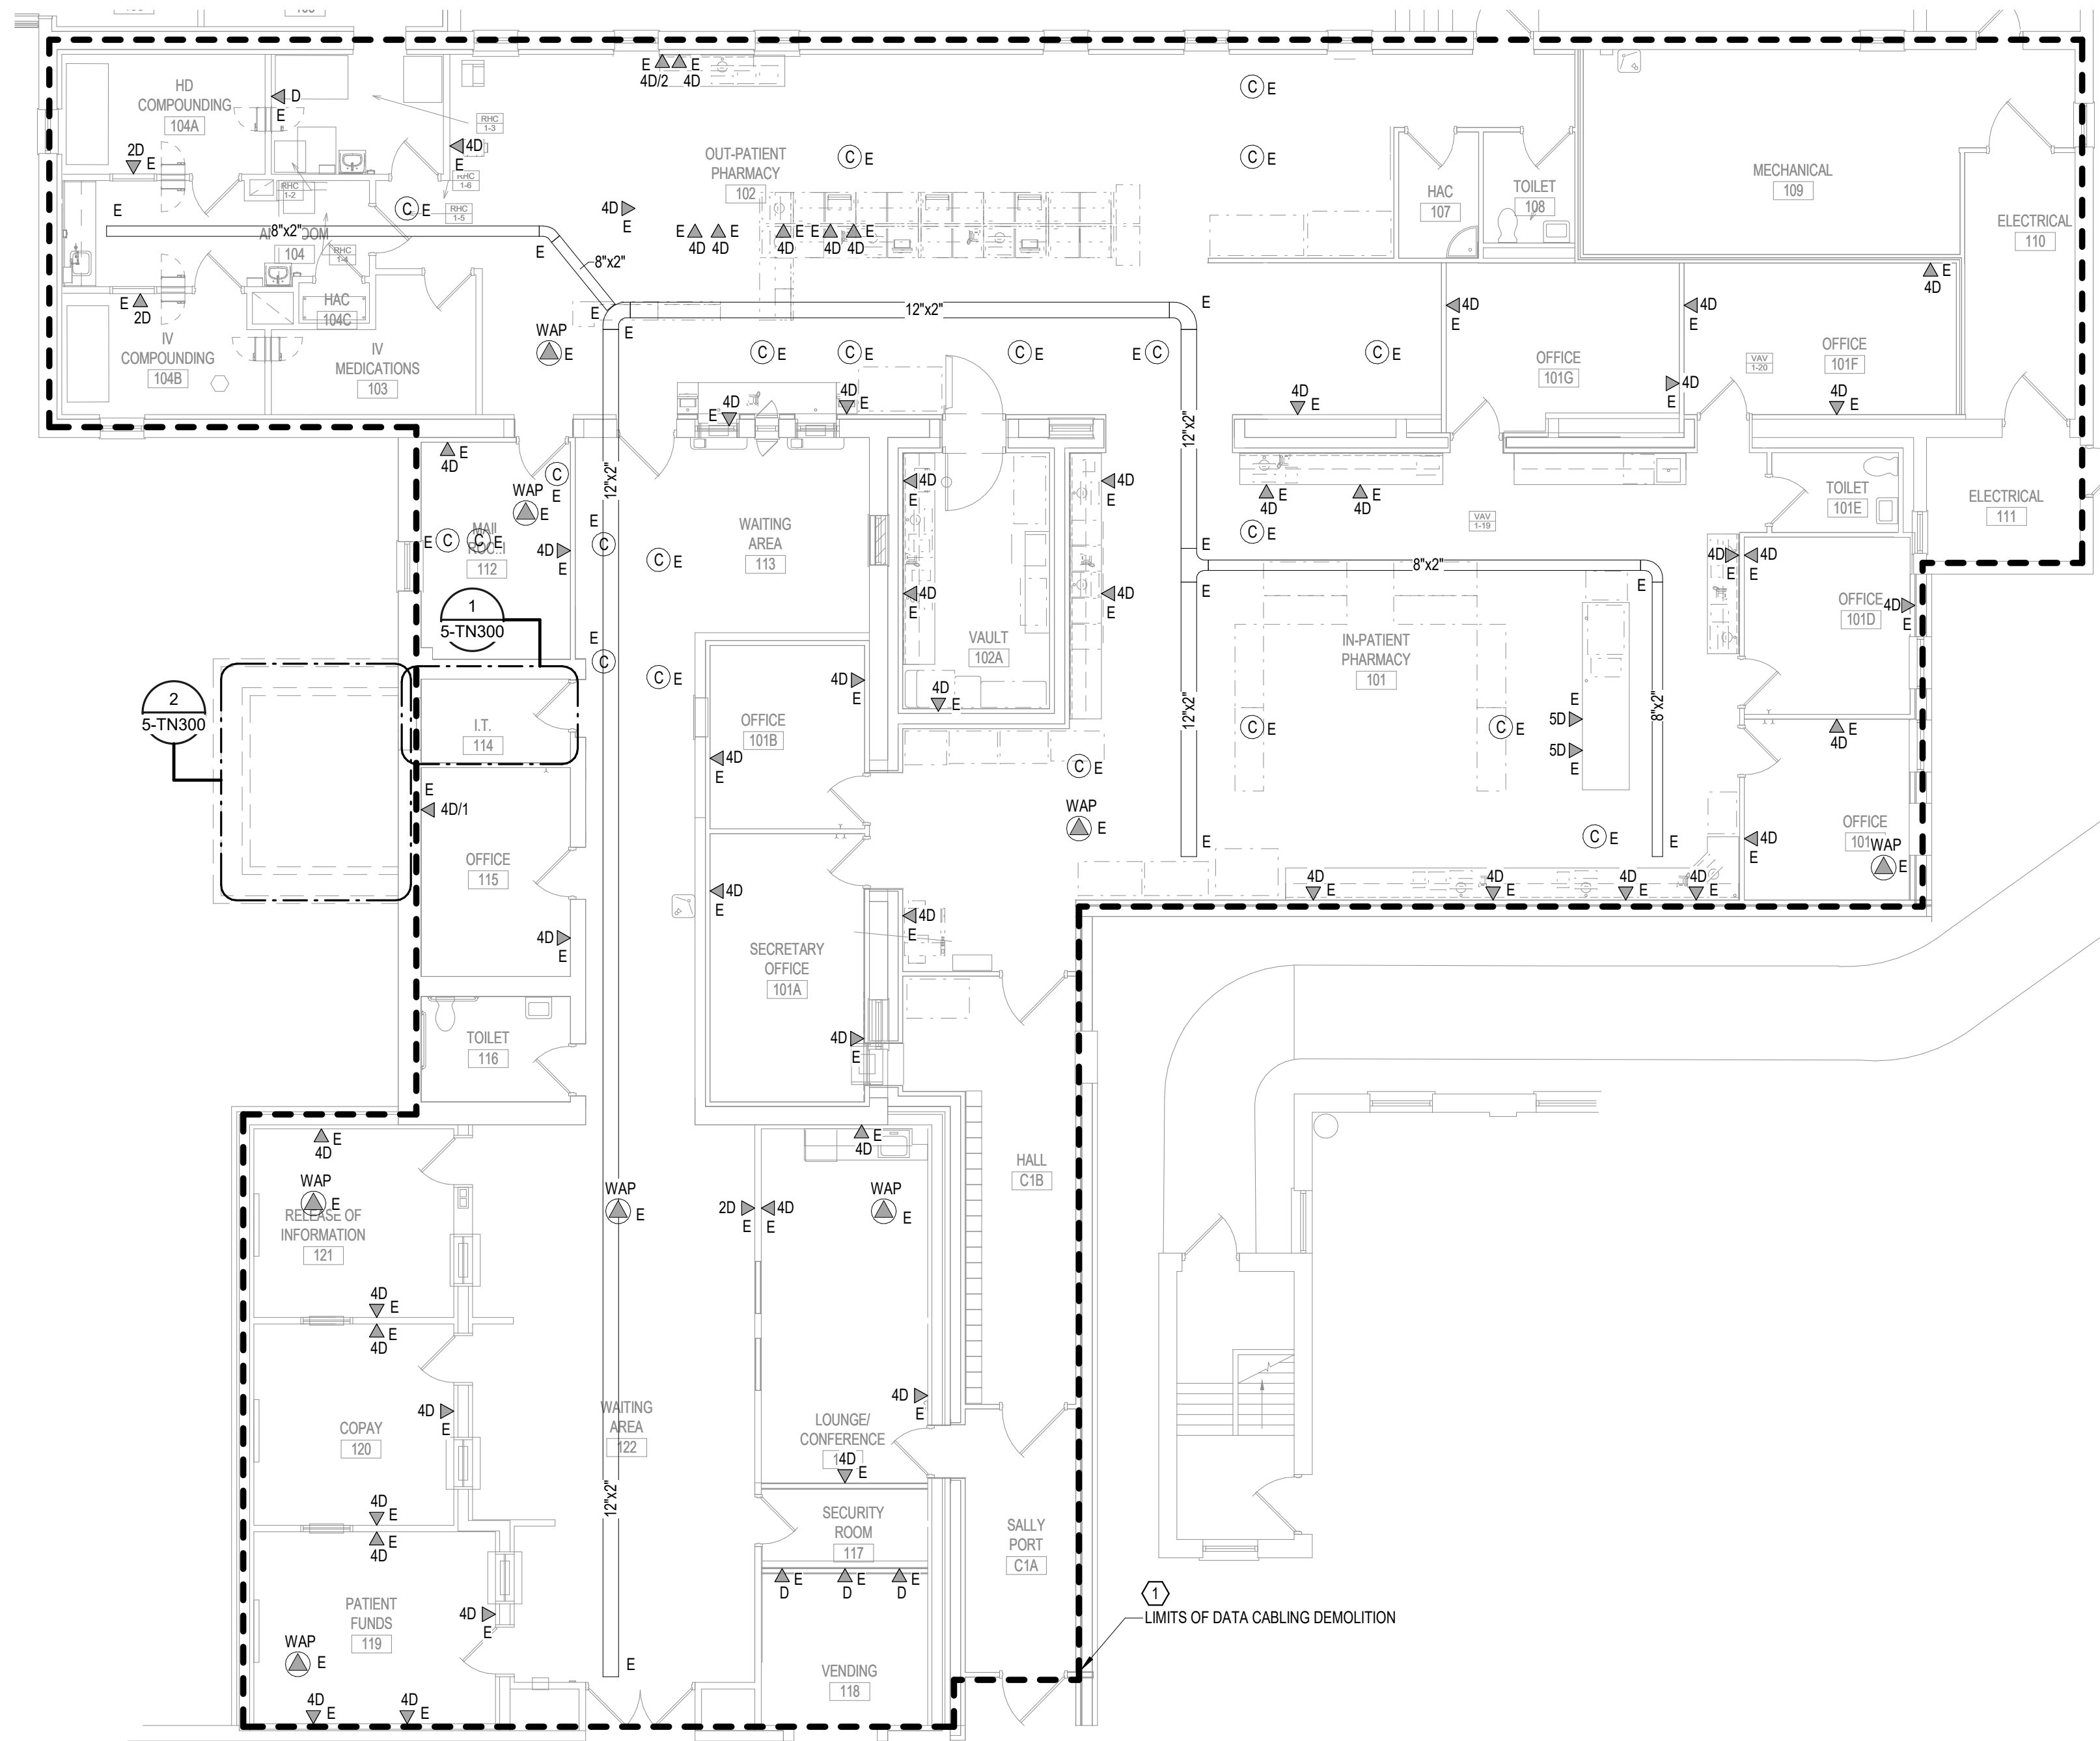 E E
4D/2 4D
HD
COMPOUNDING
104A
D
E
RHC
1-3
C E
2D
E
4D
E
OUT-PATIENT
PHARMACY
102
C E
C E
MECHANICAL
109
HAC
107
TOILET
108
RHC
1-2
RHC
1-6
RHC
1-5
E
C E
4D
E
ELECTRICAL
110
8"x2"
104
RHC
1-4
E
8"x2"
E E
4D 4D
E E E
4D 4D 4D
E
2D
HAC
104C
E
E
12"x2"
E
4D
E
4D
E
E
4D
WAP
E
IV
COMPOUNDING
104B
IV
MEDICATIONS
103
C E
C E
C E
E C
C E
OFFICE
101G
VAV
1-20
OFFICE
101F
4D
E
4D
E
4D
E
4D
E
4D
E
12"x2"
E
4D
C
E
12"x2"
WAP
E
4D
E
4D
E
E
4D
E
4D
VAV
1-19
TOILET
101E
ELECTRICAL
111
MAIL
112
E C
C E
4D
E
E
C
WAITING
AREA
113
C E
C E
E
8"x2"
4D
E
4D
E
1
5-TN300
4D
E
4D
E
E
E
OFFICE
101D
4D
E
E
C
C E
VAULT
102A
IN-PATIENT
PHARMACY
101
2
5-TN300
I.T.
114
4D
E
4D
E
OFFICE
101B
4D
E
12"x2"
C E
C E
E
5D
5D
E
8"x2"
E
4D
E
4D/1
C E
WAP
E
E
C E
E
4D
E
OFFICE
WAP
E
OFFICE
115
4D
E
4D
E
4D
E
4D
E
4D
E
4D
E
4D
E
4D
E
SECRETARY
OFFICE
101A
TOILET
116
4D
E
E
4D
E
4D
HALL
C1B
WAP
E
RELEASE OF
INFORMATION
121
WAP
E
2D
E
4D
E
WAP
E
4D
E
E
4D
4D
E
COPAY
120
WAITING
AREA
122
4D
E
LOUNGE/
CONFERENCE
4D
E
4D
E
E
4D
12"x2"
SECURITY
ROOM
117
SALLY
PORT
C1A
E
D
E
D
E
D
PATIENT
FUNDS
119
4D
E
WAP
E
E
VENDING
118
4D
E
4D
E
1
LIMITS OF DATA CABLING DEMOLITION